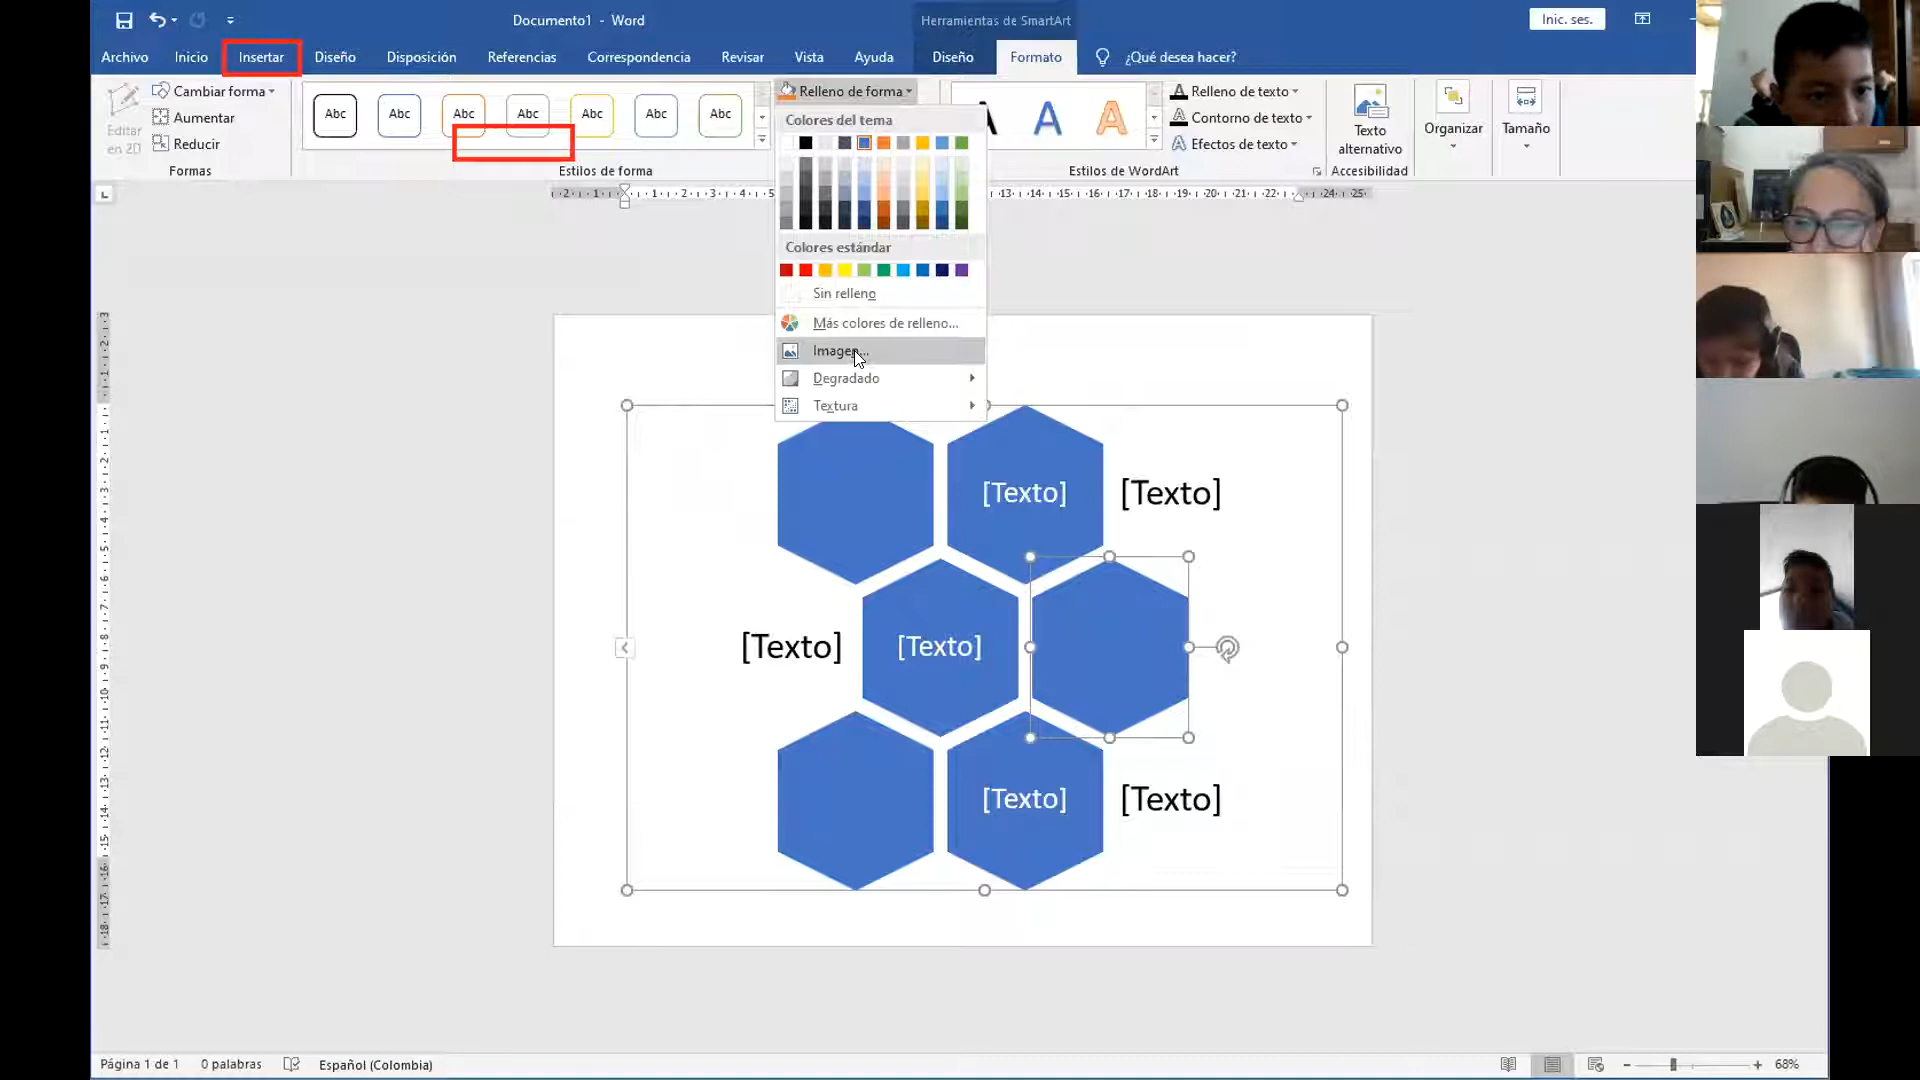 Documento1 - Word
Herramientas de SmartArt
Inic. ses.
Archivo
Inicio
Insertar
Diseño
Disposición
Referencias
Correspondencia
Revisar
Vista
Ayuda
Diseño
Formato
¿Qué desea hacer?
Editar
en 2D
Cambiar forma
Aumentar
Reducir
Formas
Abc
Abc
Abc
Abc
Abc
Abc
Abc
Estilos de forma
Relleno de forma
Colores del tema
Colores estándar
Sin relleno
Más colores de relleno...
Imagen...
Degradado
Textura
A
A
A
Relleno de texto
Contorno de texto
Efectos de texto
Estilos de WordArt
Texto
alternativo
Accesibilidad
Organizar
Tamaño
[Texto]
[Texto]
[Texto]
[Texto]
[Texto]
[Texto]
Página 1 de 1
0 palabras
Español (Colombia)
68%